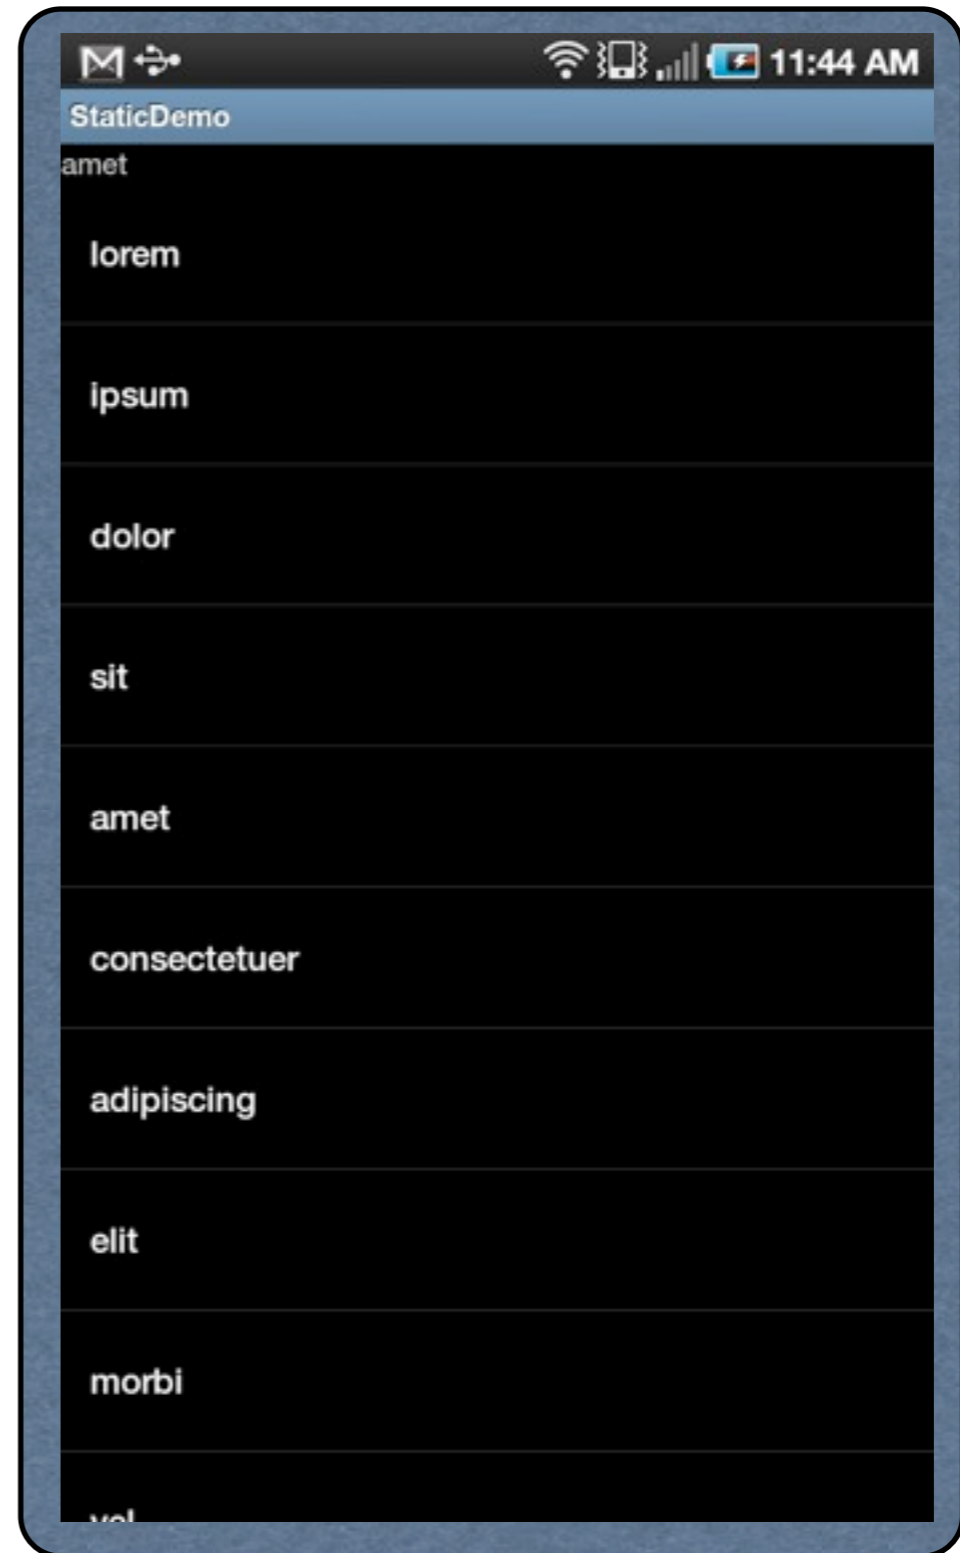 11:44 AM
StaticDemo
amet
lorem
ipsum
dolor
sit
amet
consectetuer
adipiscing
elit
morbi